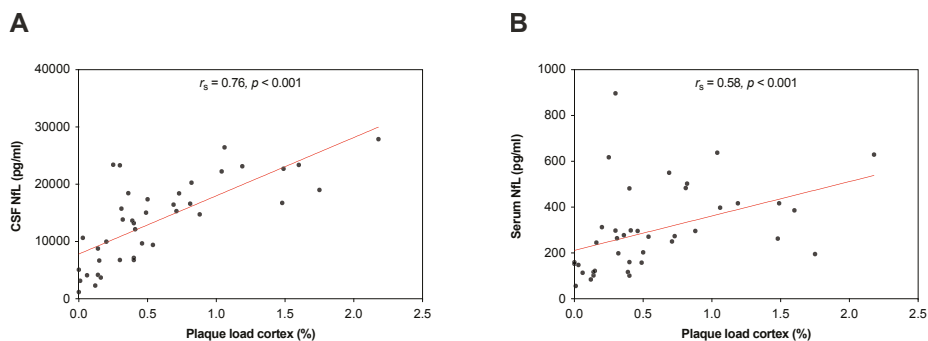 A
B
r_s = 0.76, p < 0.001
40000
30000
20000
10000
0
CSF NfL (pg/ml)
0.0 0.5 1.0 1.5 2.0 2.5
Plaque load cortex (%)
r_s = 0.58, p < 0.001
1000
800
600
400
200
0
Serum NfL (pg/ml)
0.0 0.5 1.0 1.5 2.0 2.5
Plaque load cortex (%)